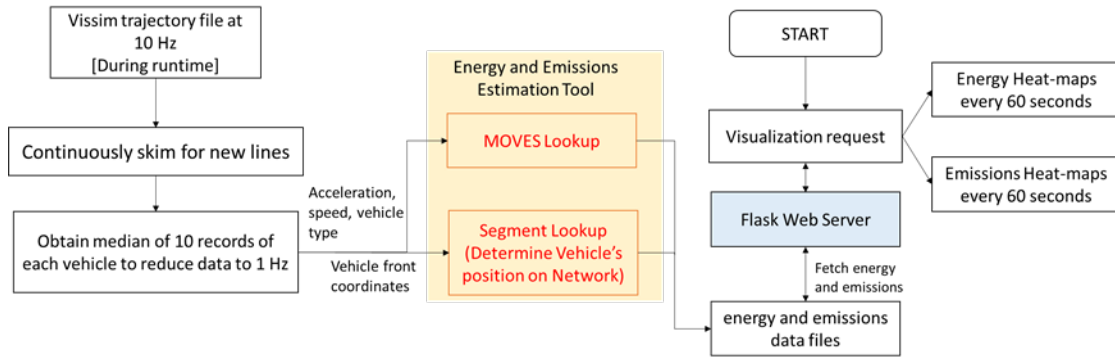 Vissim trajectory file at
10 Hz
[During runtime]
Continuously skim for new lines
Obtain median of 10 records of
each vehicle to reduce data to 1 Hz
Acceleration,
speed, vehicle
type
Vehicle front
coordinates
Energy and Emissions
Estimation Tool
MOVES Lookup
Segment Lookup
(Determine Vehicle's
position on Network)
START
Visualization request
Flask Web Server
Fetch energy
and emissions
energy and emissions
data files
Energy Heat-maps
every 60 seconds
Emissions Heat-maps
every 60 seconds